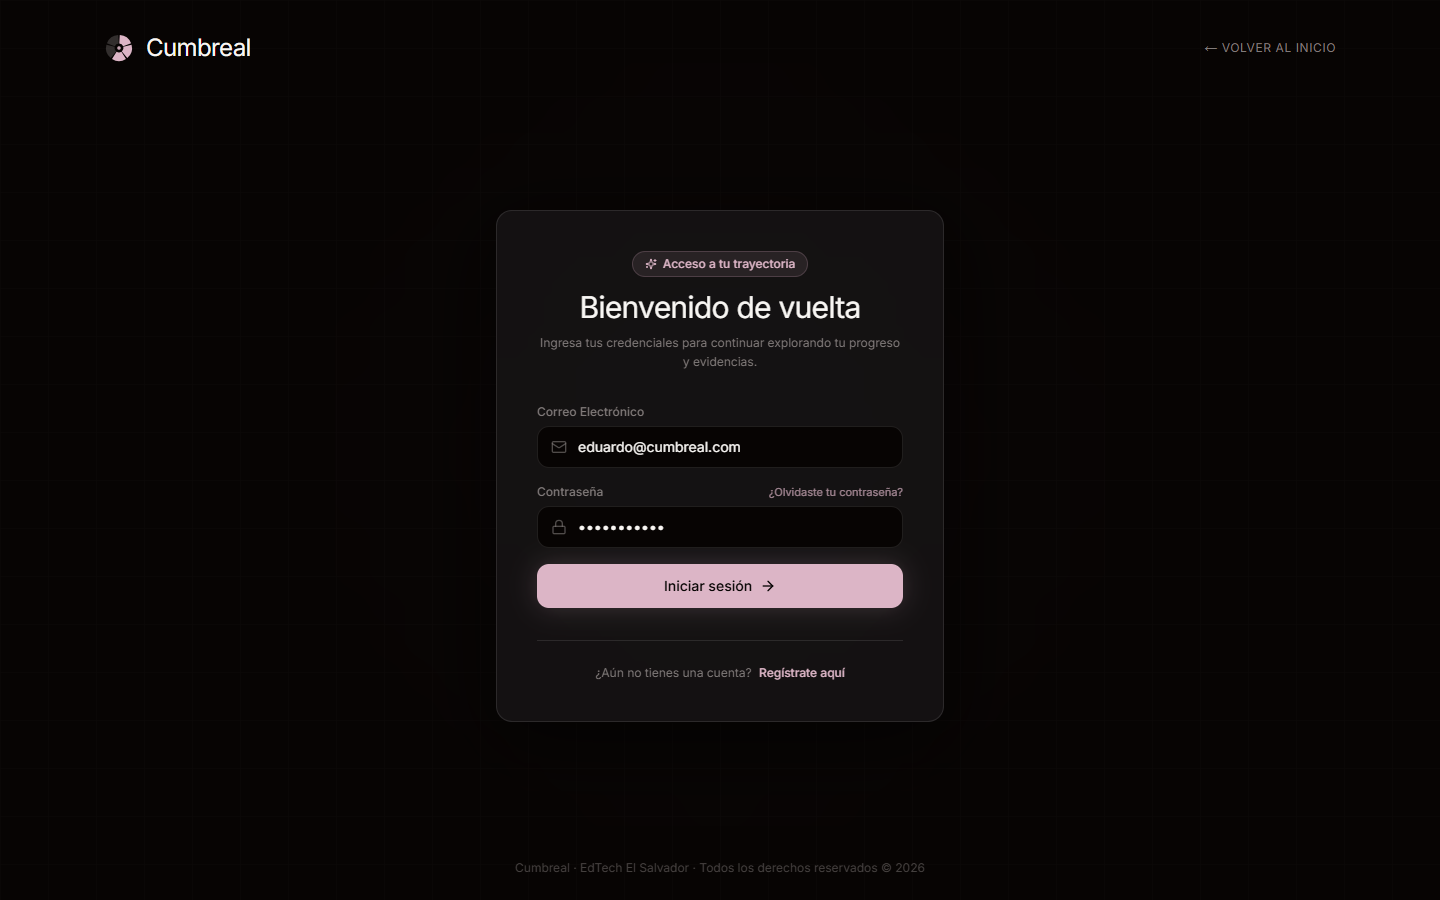 Cumbreal
← VOLVER AL INICIO
Acceso a tu trayectoria
Bienvenido de vuelta
Ingresa tus credenciales para continuar explorando tu progreso
y evidencias.
Correo Electrónico
eduardo@cumbreal.com
Contraseña
¿Olvidaste tu contraseña?
•••••••••••
Iniciar sesión →
¿Aún no tienes una cuenta? Regístrate aquí
Cumbreal · EdTech El Salvador · Todos los derechos reservados © 2026